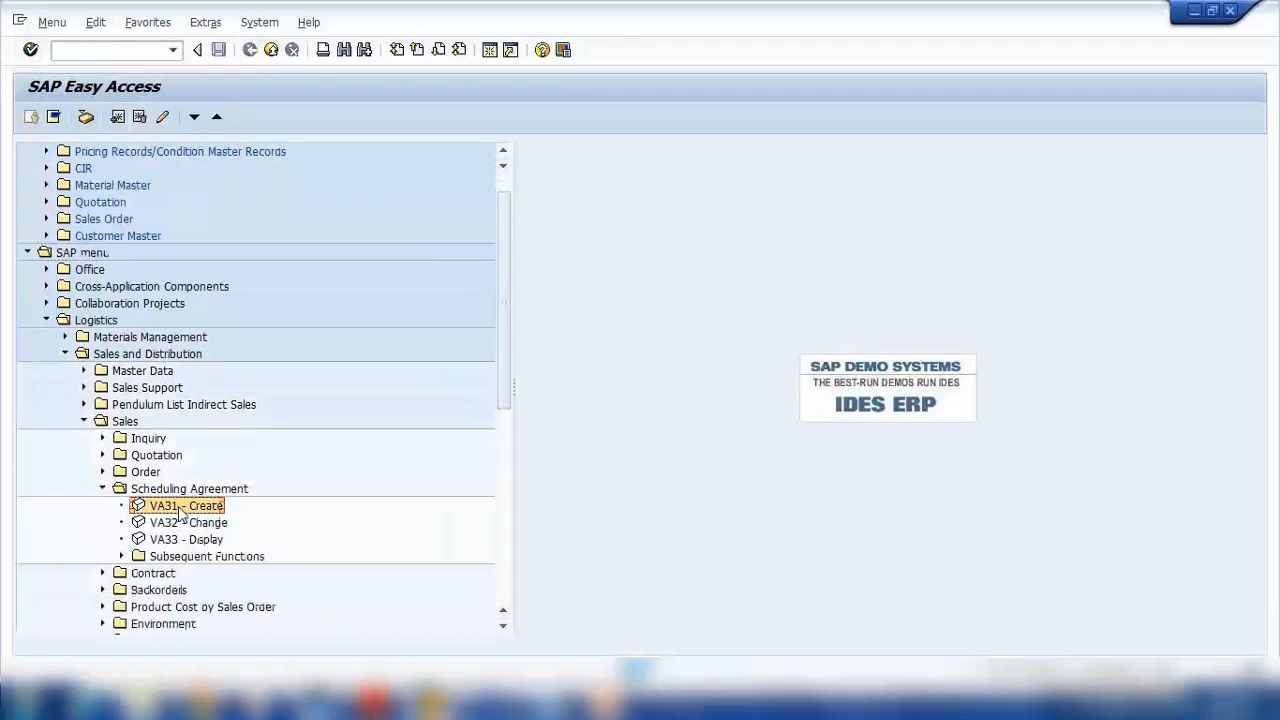 Menu Edit Favorites Extras System Help
SAP Easy Access
Pricing Records/Condition Master Records
CIR
Material Master
Quotation
Sales Order
Customer Master
SAP menu
Office
Cross-Application Components
Collaboration Projects
Logistics
Materials Management
Sales and Distribution
Master Data
Sales Support
Pendulum List Indirect Sales
Sales
Inquiry
Quotation
Order
Scheduling Agreement
VA31 - Create
VA32 - Change
VA33 - Display
Subsequent Functions
Contract
Backorders
Product Cost by Sales Order
Environment
SAP DEMO SYSTEMS
THE BEST-RUN DEMOS RUN IDES
IDES ERP